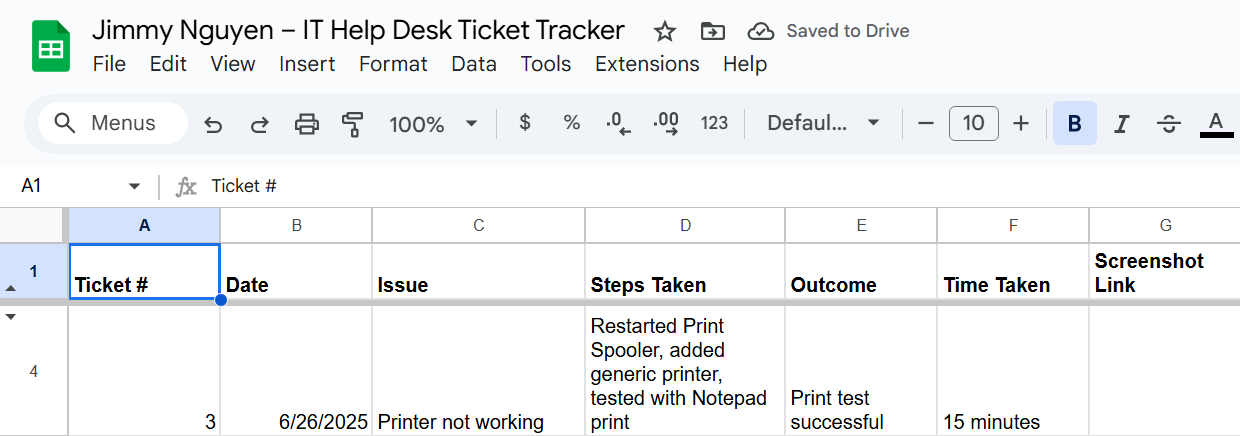 Jimmy Nguyen – IT Help Desk Ticket Tracker
Saved to Drive
File Edit View Insert Format Data Tools Extensions Help
Menus 100% $ % .0 .00 123 Defaul... 10 B I S A
A1 fx Ticket #
A B C D E F G
1 Ticket # Date Issue Steps Taken Outcome Time Taken Screenshot
Link
4
Restarted Print
Spooler, added
generic printer,
tested with Notepad
print
Print test
successful
3 6/26/2025 Printer not working 15 minutes